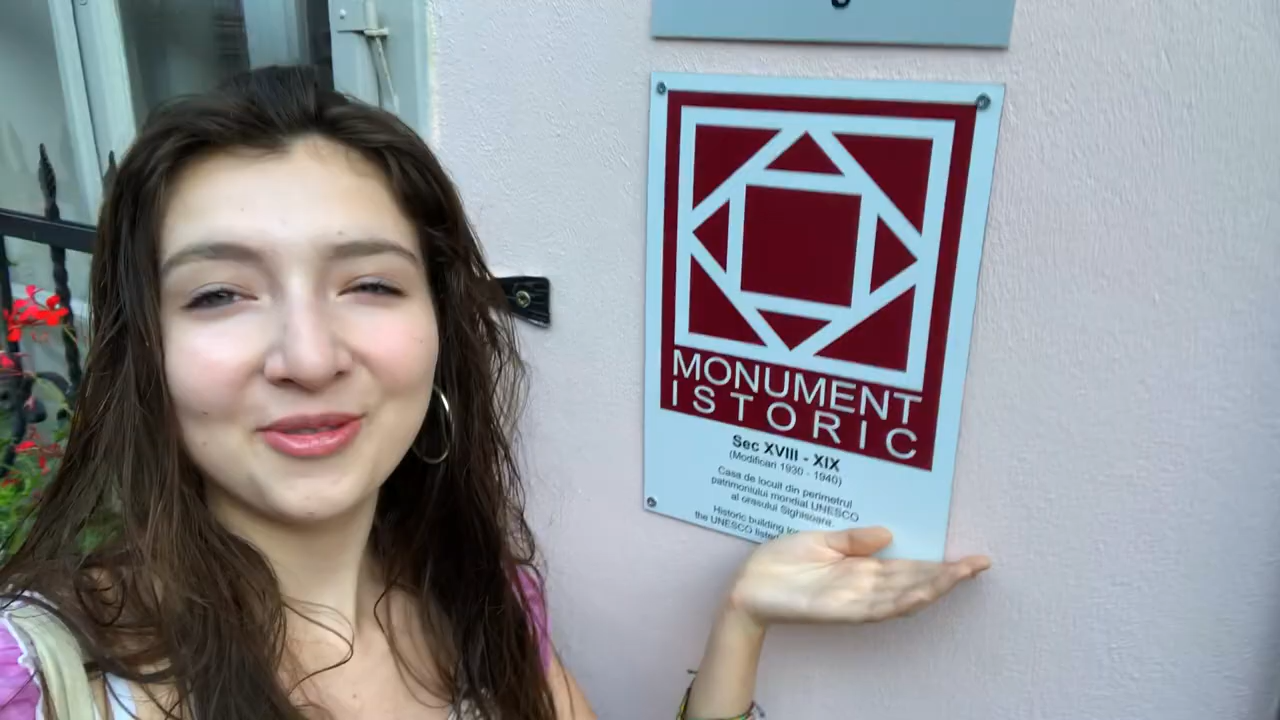 MONUMENT
ISTORIC
Sec XVIII - XIX
(Modificari 1930 - 1940)
Casa de locuit din perimetrul
patrimoniului mondial UNESCO
al orasului Sighisoara.
Historic building
the UNESCO listed